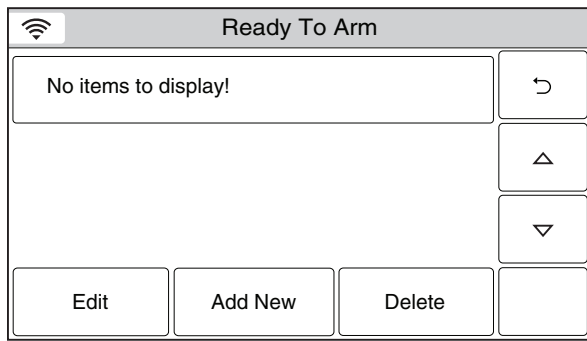 Ready To Arm
No items to display!
Edit
Add New
Delete